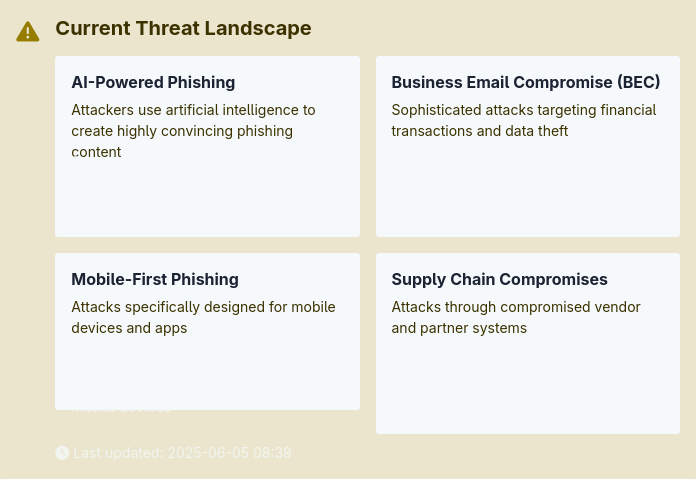 Current Threat Landscape
AI-Powered Phishing
Attackers use artificial intelligence to
create highly convincing phishing
content
Business Email Compromise (BEC)
Sophisticated attacks targeting financial
transactions and data theft
Mobile-First Phishing
Attacks specifically designed for mobile
devices and apps
Supply Chain Compromises
Attacks through compromised vendor
and partner systems
Last updated: 2025-06-05 08:38